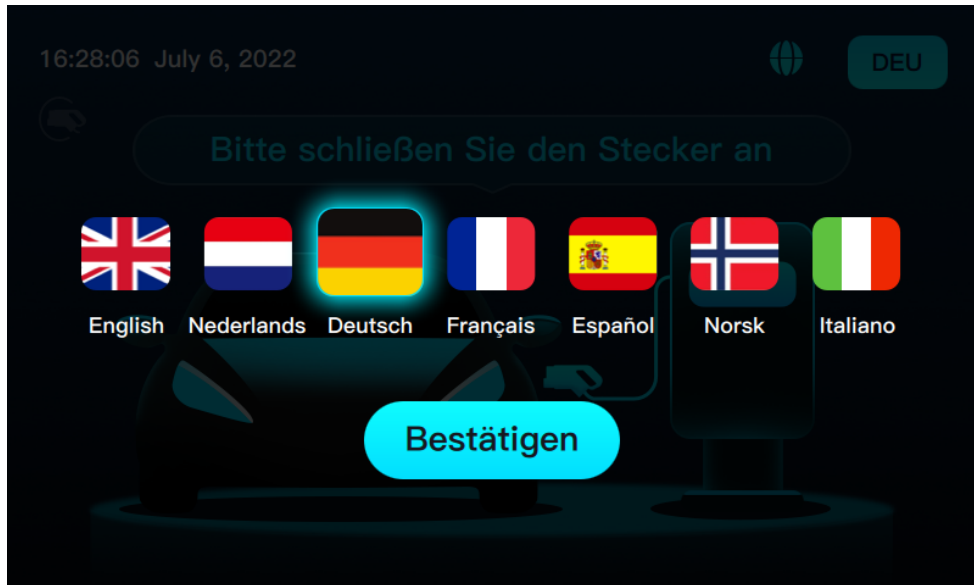 16:28:06 July 6, 2022
DEU
Bitte schließen Sie den Stecker an
English Nederlands Deutsch Français Español Norsk Italiano
Bestätigen